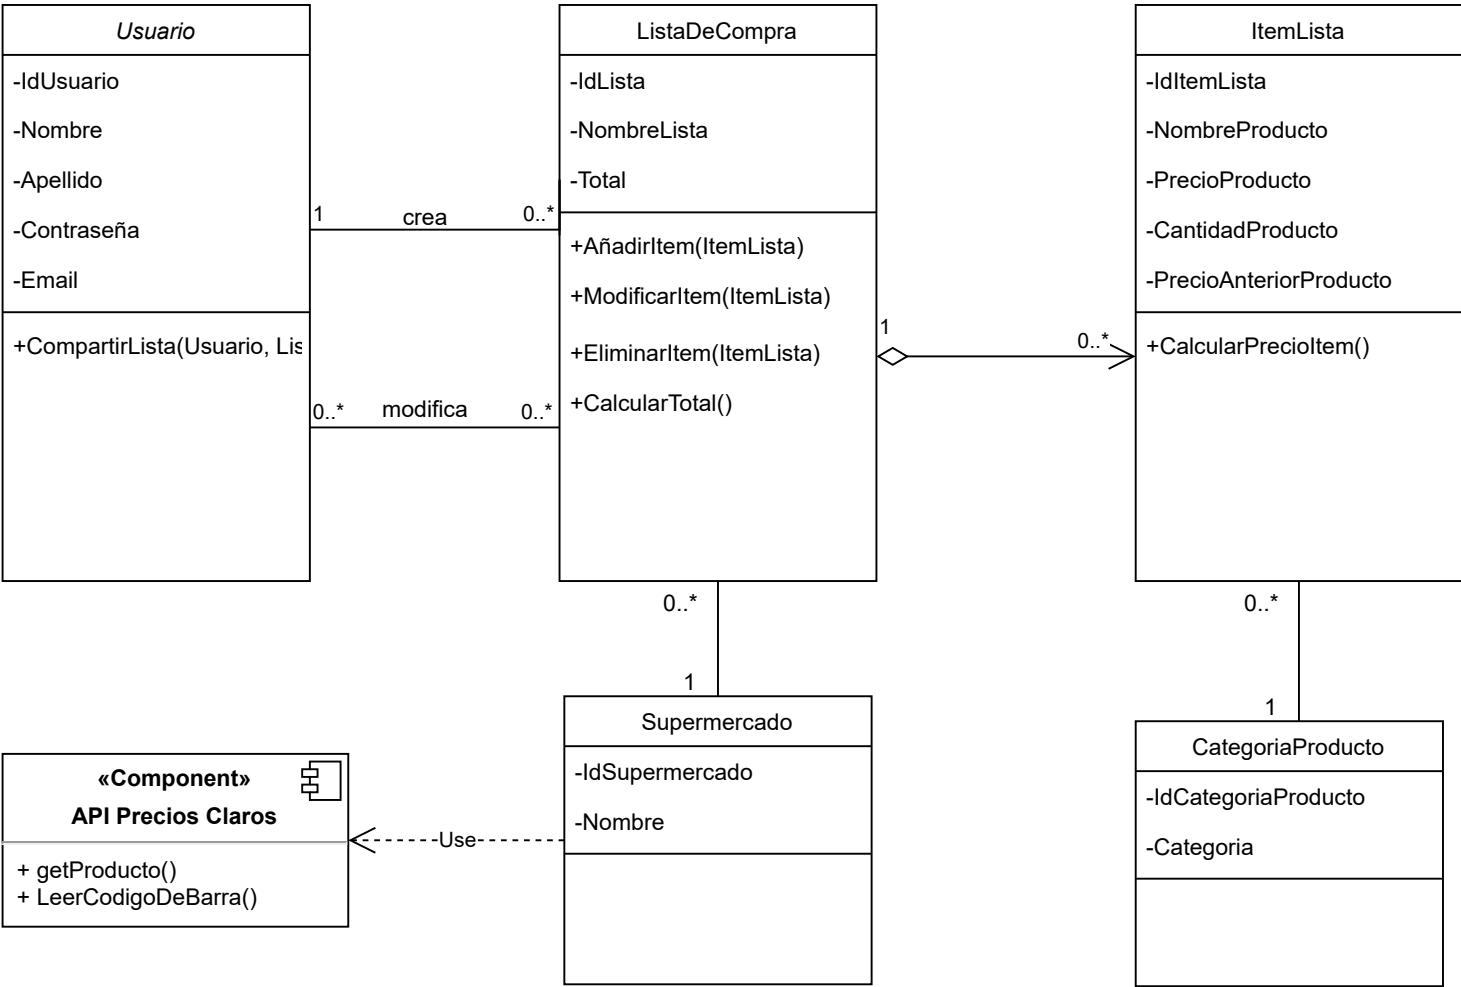 Usuario
-IdUsuario
-Nombre
-Apellido
-Contraseña
-Email
+CompartirLista(Usuario, Lis
1
crea
0..*
0..*
modifica
0..*
ListaDeCompra
-IdLista
-NombreLista
-Total
+AñadirItem(ItemLista)
+ModificarItem(ItemLista)
+EliminarItem(ItemLista)
+CalcularTotal()
1
0..*
ItemLista
-IdItemLista
-NombreProducto
-PrecioProducto
-CantidadProducto
-PrecioAnteriorProducto
+CalcularPrecioItem()
0..*
1
0..*
1
«Component»
API Precios Claros
+ getProducto()
+ LeerCodigoDeBarra()
Use
Supermercado
-IdSupermercado
-Nombre
CategoriaProducto
-IdCategoriaProducto
-Categoria